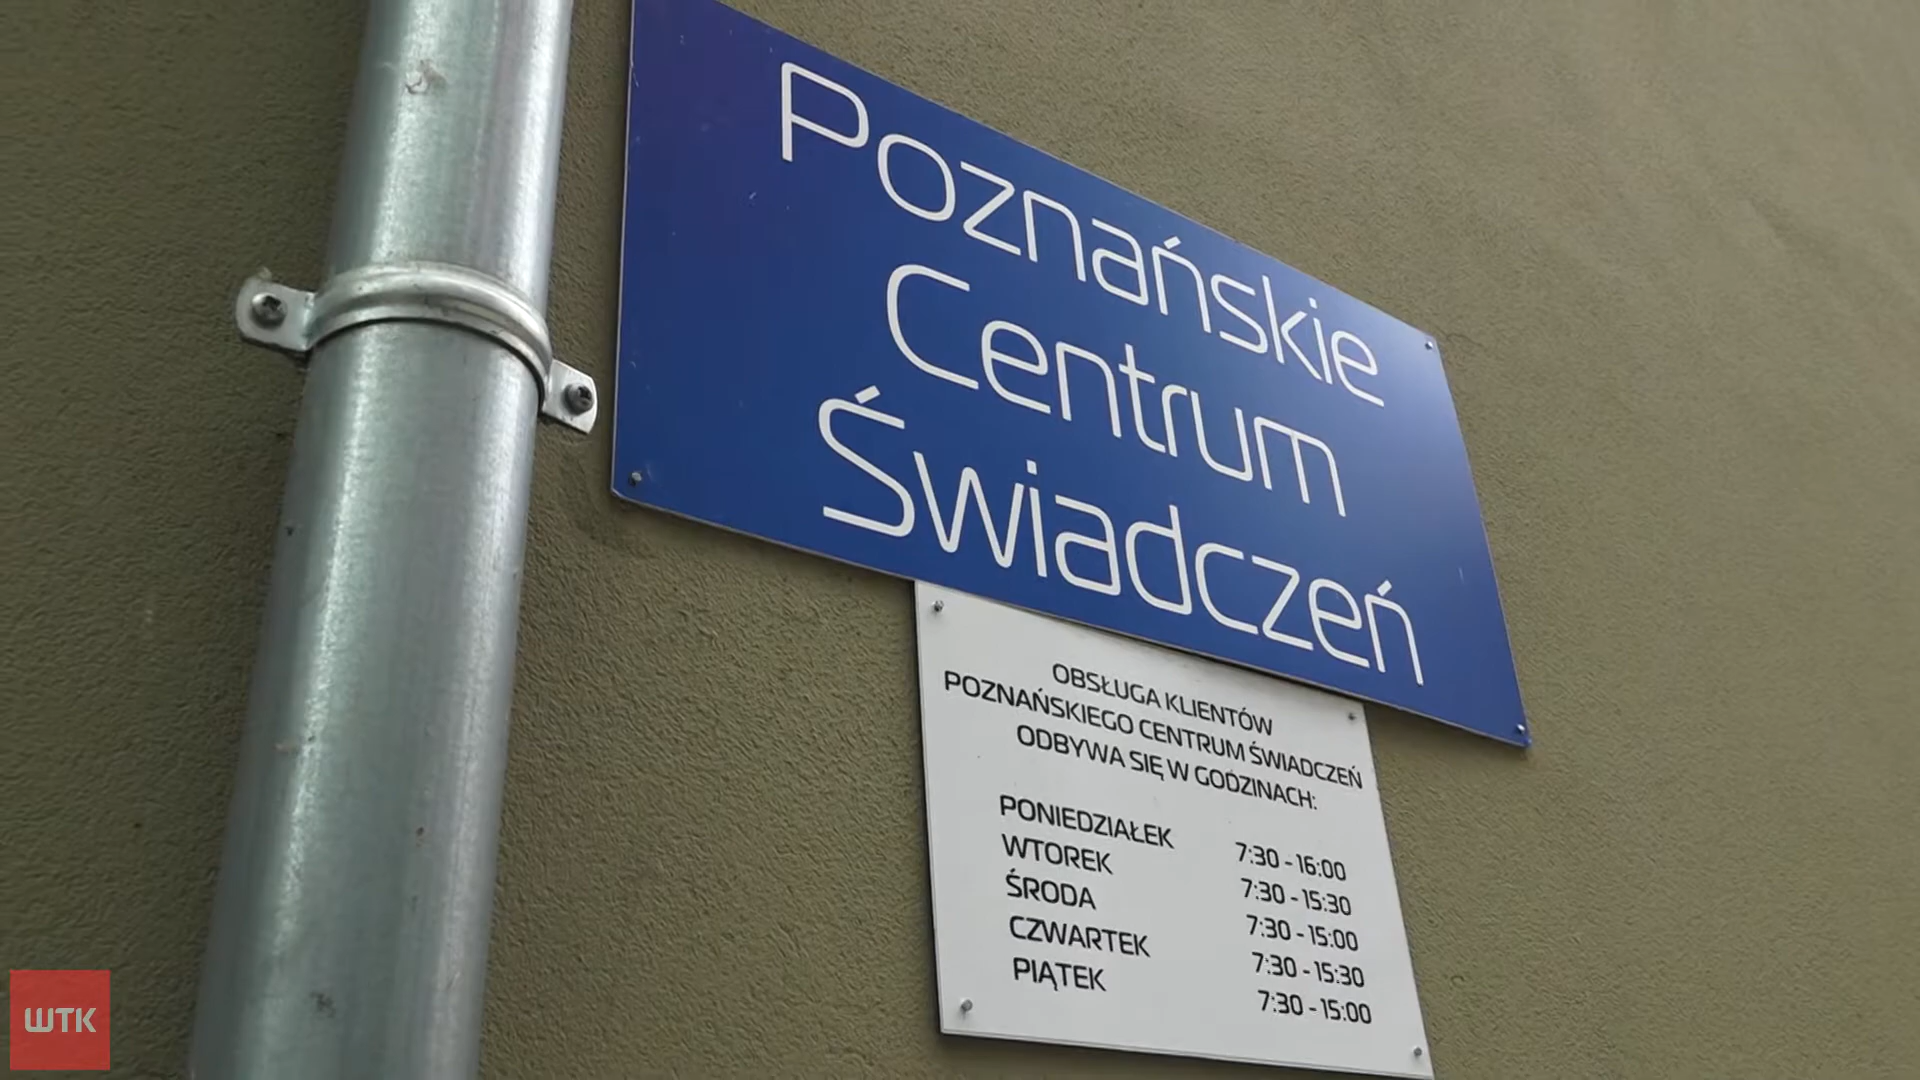 Poznańskie
Centrum
Świadczeń
OBSŁUGA KLIENTÓW
POZNAŃSKIEGO CENTRUM ŚWIADCZEŃ
ODBYWA SIĘ W GODZINACH:
PONIEDZIAŁEK 7:30 - 16:00
WTOREK 7:30 - 15:30
ŚRODA 7:30 - 15:00
CZWARTEK 7:30 - 15:30
PIĄTEK 7:30 - 15:00
WTK